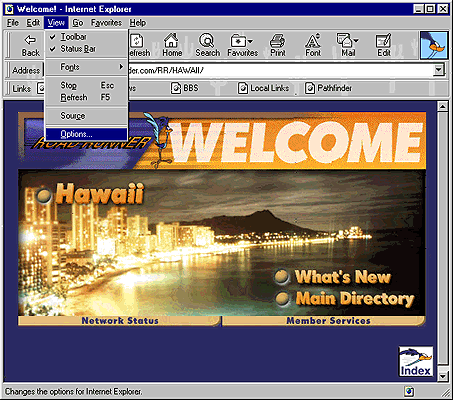 Welcome! - Internet Explorer
File Edit View Go Favorites Help
Toolbar
Status Bar
Fonts
Stop Esc
Refresh F5
Source
Options...
Back Refresh Home Search Favorites Print Font Mail Edit
Address der.com/RR/HAWAII/
Links BBS Local Links Pathfinder
ROAD RUNNER
WELCOME
Hawaii
What's New
Main Directory
Network Status Member Services
Index
Changes the options for Internet Explorer.